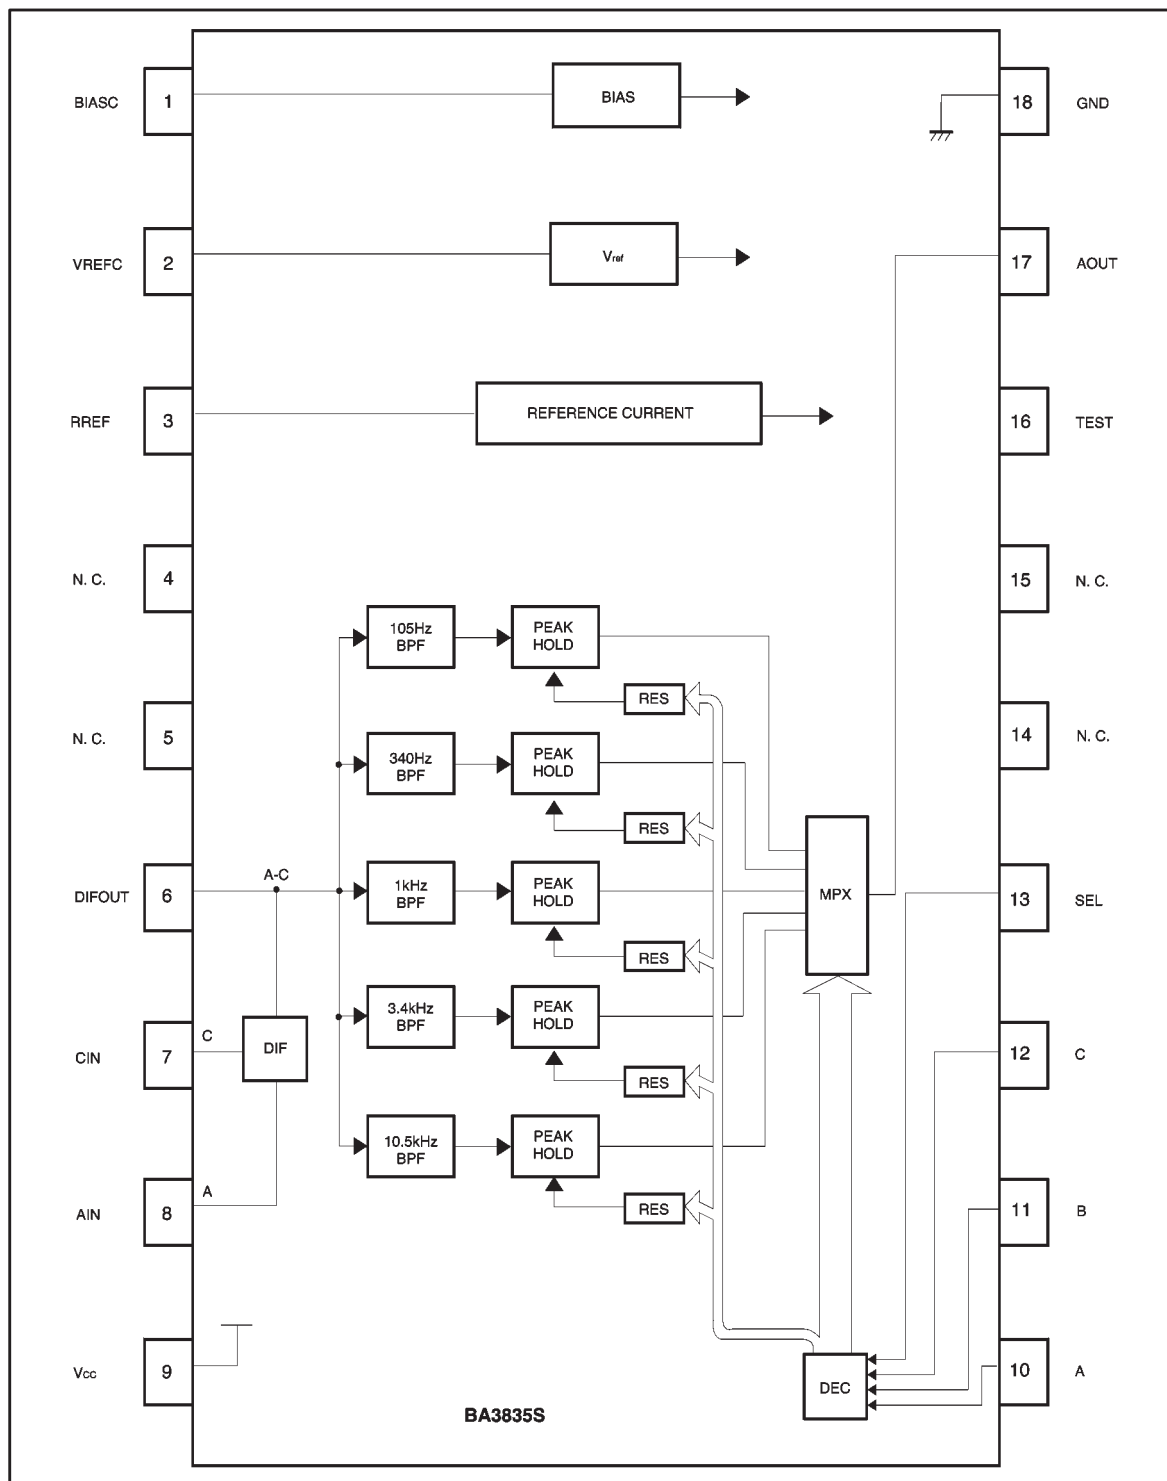 BIASC 1 BIAS 18 GND
VREFC 2 Vref 17 AOUT
RREF 3 REFERENCE CURRENT 16 TEST
N. C. 4 15 N. C.
105Hz BPF
PEAK HOLD
RES
N. C. 5 14 N. C.
340Hz BPF
PEAK HOLD
RES
DIFOUT 6 A-C
1kHz BPF
PEAK HOLD
MPX
13 SEL
RES
3.4kHz BPF
PEAK HOLD
CIN 7 C DIF
12 C
RES
10.5kHz BPF
PEAK HOLD
AIN 8 A
RES
11 B
Vcc 9
DEC
10 A
BA3835S